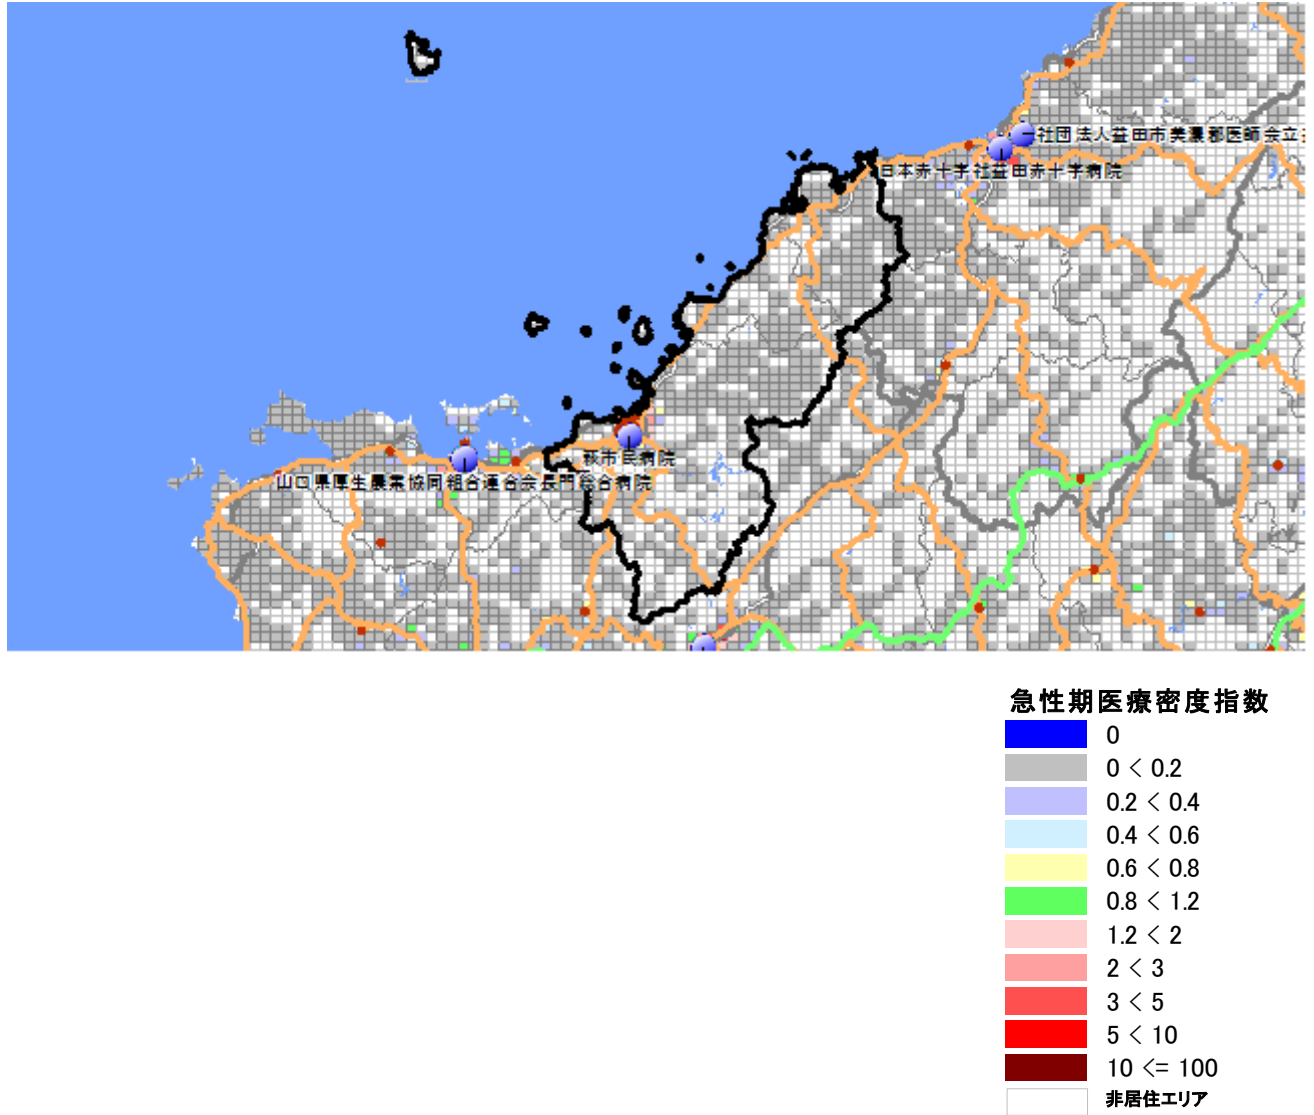 一社団法人益田市美濃郡医師会立
日本赤十字社益田赤十字病院
萩市民病院
山口県厚生農業協同組合連合会長門総合病院
急性期医療密度指数
0
0 < 0.2
0.2 < 0.4
0.4 < 0.6
0.6 < 0.8
0.8 < 1.2
1.2 < 2
2 < 3
3 < 5
5 < 10
10 <= 100
非居住エリア